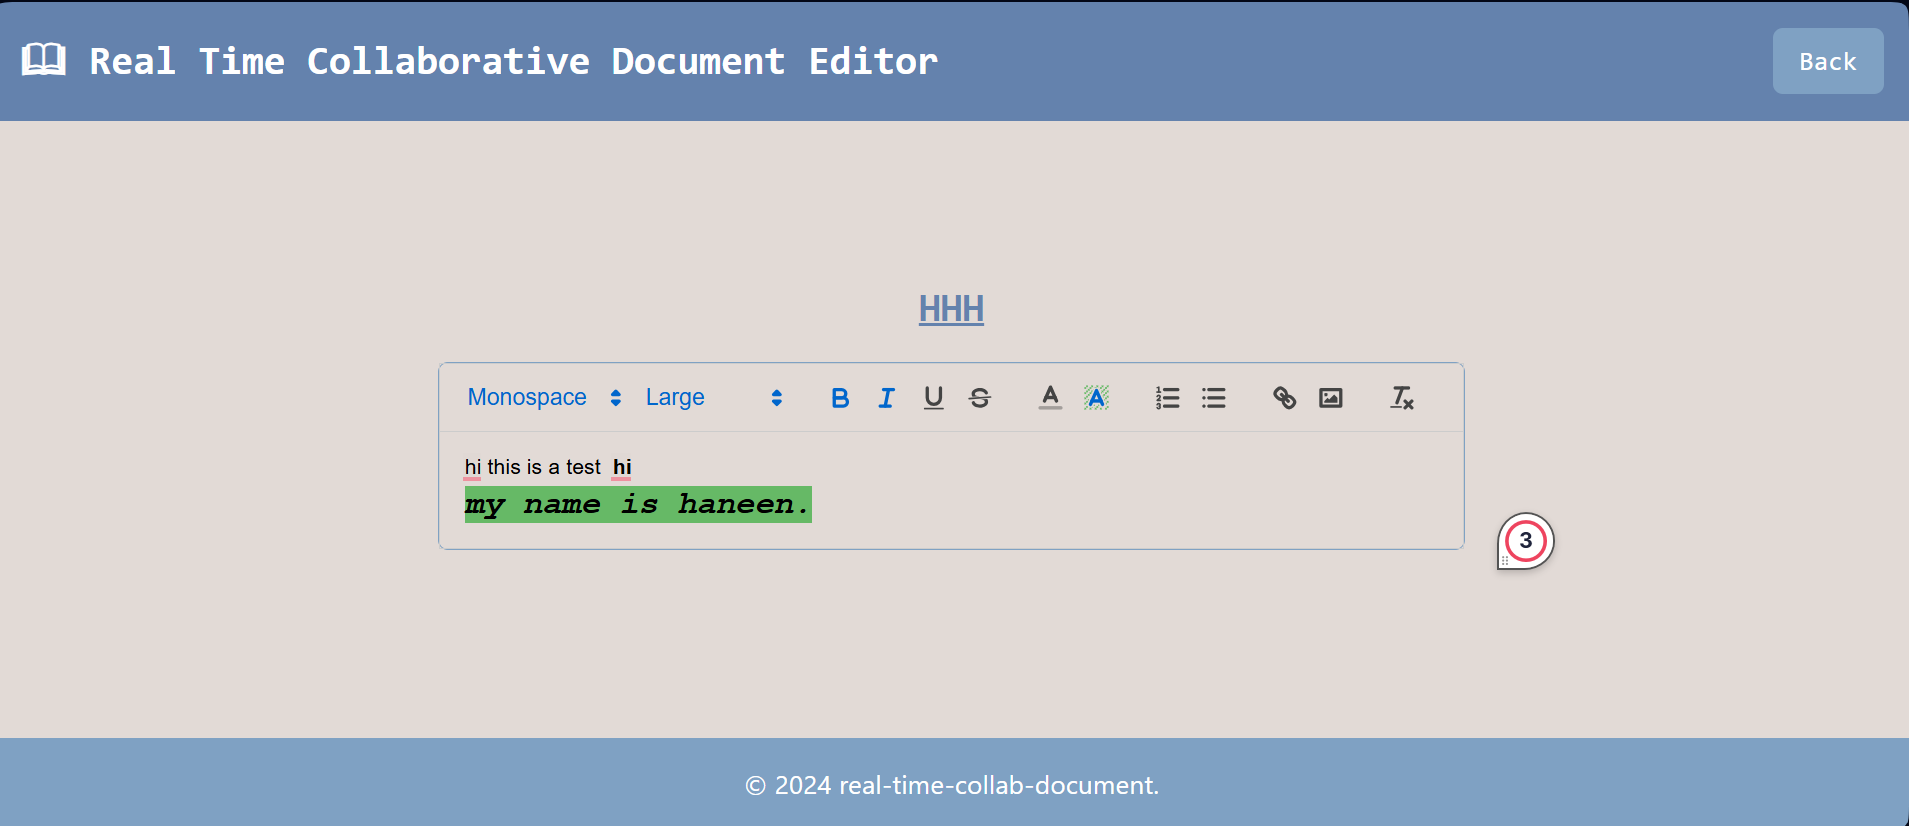 Real Time Collaborative Document Editor
Back
HHH
Monospace Large B I U S A A
hi this is a test hi
my name is haneen.
3
© 2024 real-time-collab-document.